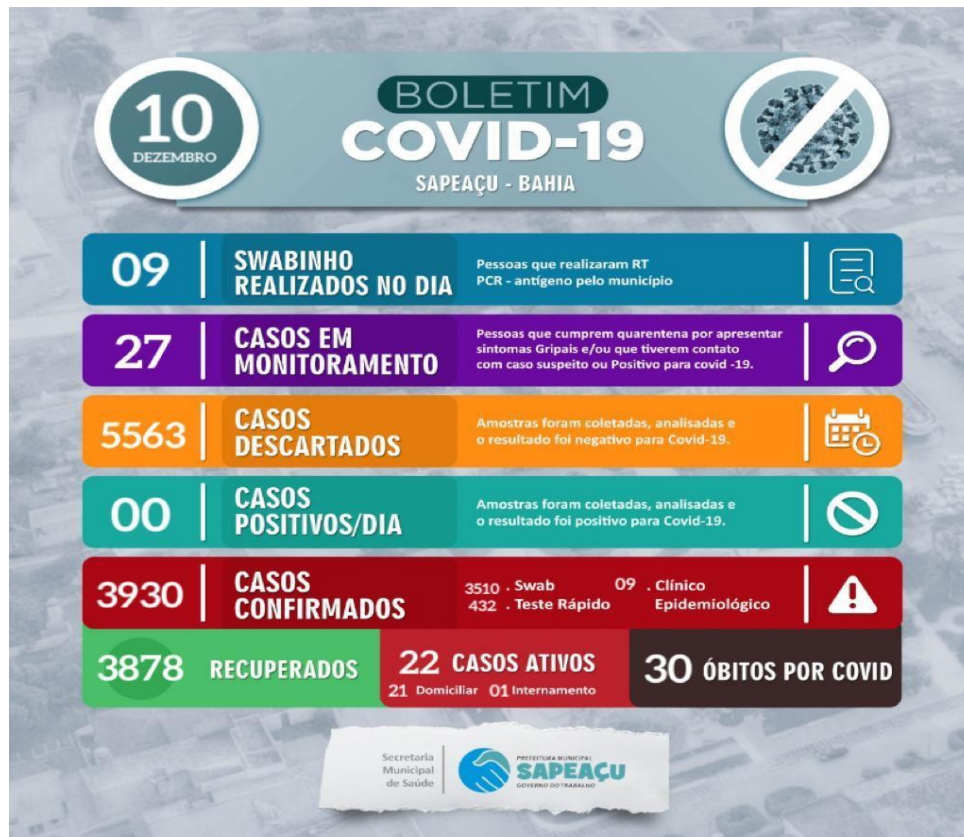 10
DEZEMBRO
BOLETIM
COVID-19
SAPEAÇU - BAHIA
09
SWABINHO
REALIZADOS NO DIA
Pessoas que realizaram RT
PCR - antígeno pelo município
27
CASOS EM
MONITORAMENTO
Pessoas que cumprem quarentena por apresentar
sintomas Gripais e/ou que tiverem contato
com caso suspeito ou Positivo para covid -19.
5563
CASOS
DESCARTADOS
Amostras foram coletadas, analisadas e
o resultado foi negativo para Covid-19.
00
CASOS
POSITIVOS/DIA
Amostras foram coletadas, analisadas e
o resultado foi positivo para Covid-19.
3930
CASOS
CONFIRMADOS
3510 . Swab
432 . Teste Rápido
09 . Clínico
Epidemiológico
3878 RECUPERADOS
22 CASOS ATIVOS
21 Domiciliar 01 Internamento
30 ÓBITOS POR COVID
Secretaria
Municipal
de Saúde
PREFEITURA MUNICIPAL
SAPEAÇU
GOVERNO DO TRABALHO